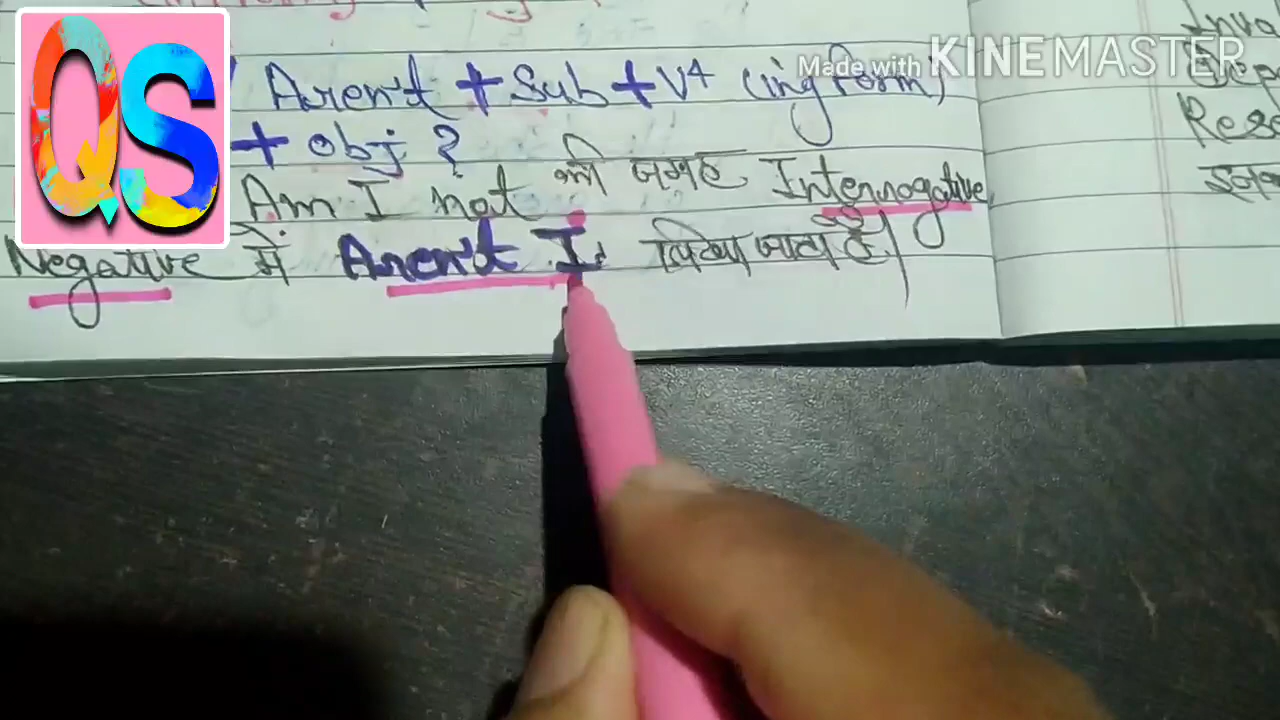 QS
Made with KINEMASTER
Aren't + Sub + V4 (ing form)
+ obj ?
Am I not की जगह Interrogative
Negative में Aren't I लिखा जाता है।